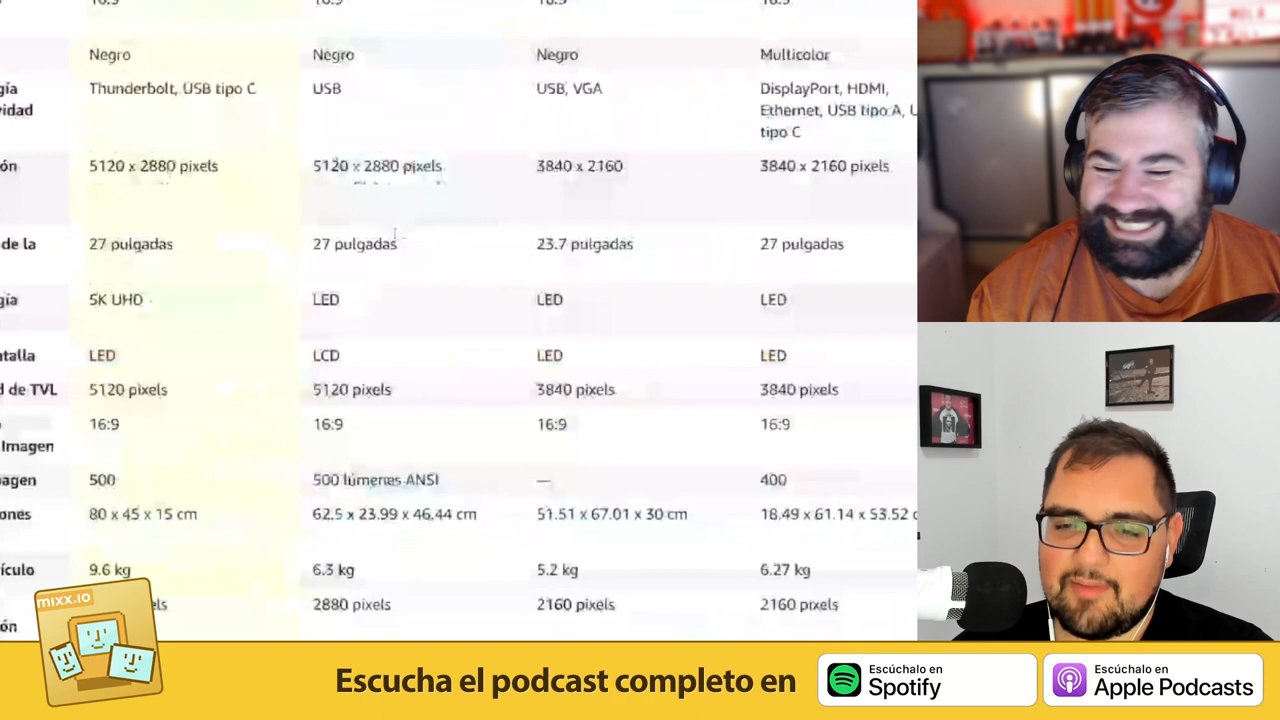 Negro Negro Negro Multicolor
gía Thunderbolt, USB tipo C USB USB, VGA DisplayPort, HDMI,
vidad Ethernet, USB tipo A, U
tipo C
ón 5120 x 2880 pixels 5120 x 2880 pixels 3840 x 2160 3840 x 2160 pixels
de la 27 pulgadas 27 pulgadas 23.7 pulgadas 27 pulgadas
gía 5K UHD LED LED LED
ntalla LED LCD LED LED
d de TVL 5120 pixels 5120 pixels 3840 pixels 3840 pixels
16:9 16:9 16:9 16:9
Imagen
agen 500 500 lúmenes ANSI — 400
ones 80 x 45 x 15 cm 62.5 x 23.99 x 46.44 cm 51.51 x 67.01 x 30 cm 18.49 x 61.14 x 53.52 c
ículo 9.6 kg 6.3 kg 5.2 kg 6.27 kg
els 2880 pixels 2160 pixels 2160 pixels
ón
mixx.io
Escucha el podcast completo en
Escúchalo en
Spotify
Escúchalo en
Apple Podcasts